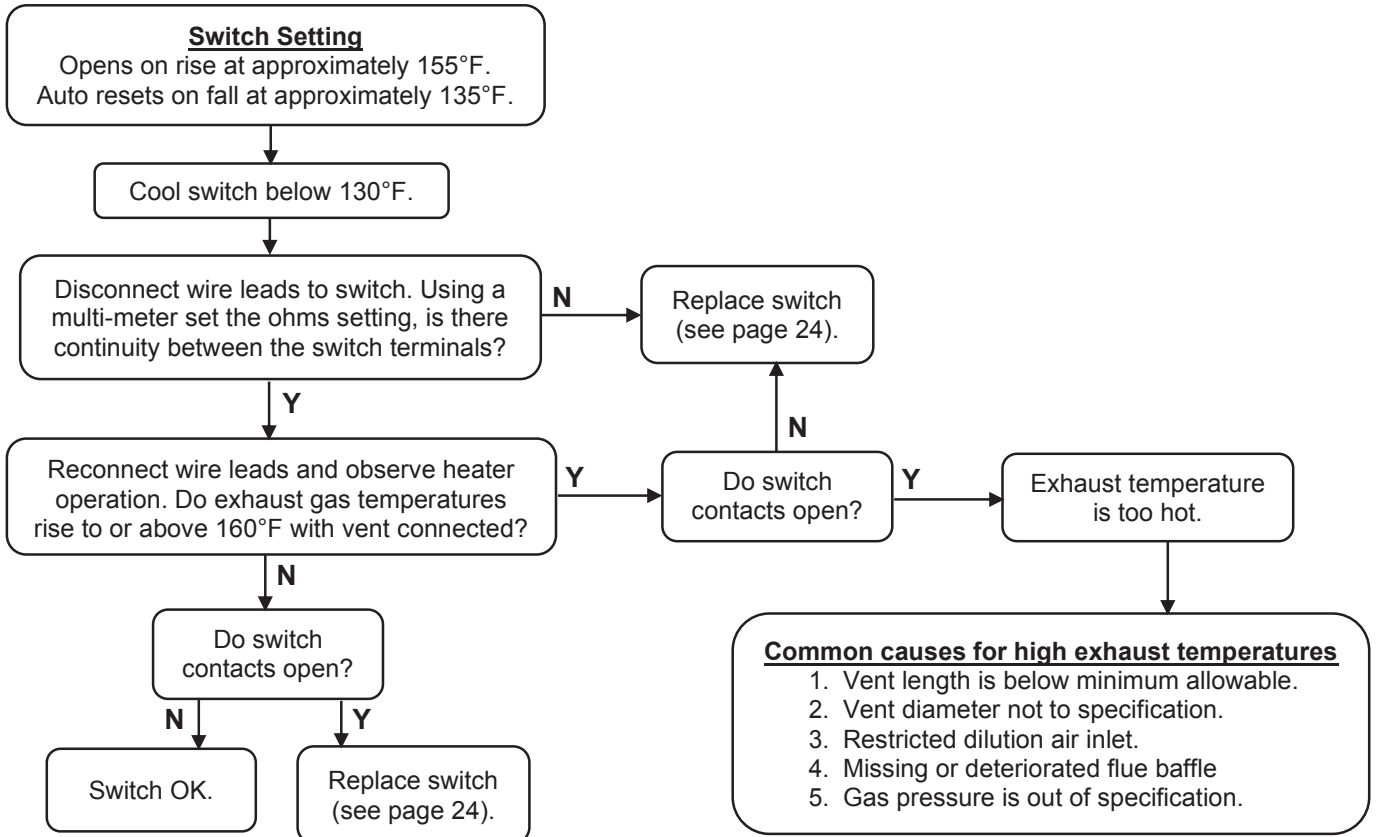 Switch Setting
Opens on rise at approximately 155°F.
Auto resets on fall at approximately 135°F.
Cool switch below 130°F.
Disconnect wire leads to switch. Using a
multi-meter set the ohms setting, is there
continuity between the switch terminals?
N
Replace switch
(see page 24).
Y
N
Reconnect wire leads and observe heater
operation. Do exhaust gas temperatures
rise to or above 160°F with vent connected?
Y
Do switch
contacts open?
Y
Exhaust temperature
is too hot.
N
Do switch
contacts open?
N
Y
Switch OK.
Replace switch
(see page 24).
Common causes for high exhaust temperatures
1. Vent length is below minimum allowable.
2. Vent diameter not to specification.
3. Restricted dilution air inlet.
4. Missing or deteriorated flue baffle
5. Gas pressure is out of specification.